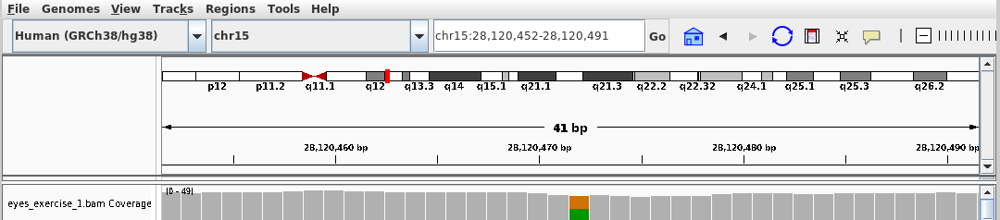 File Genomes View Tracks Regions Tools Help
Human (GRCh38/hg38) chr15 chr15:28,120,452-28,120,491 Go
p12 p11.2 q11.1 q12 q13.3 q14 q15.1 q21.1 q21.3 q22.2 q22.32 q24.1 q25.1 q25.3 q26.2
41 bp
28,120,460 bp 28,120,470 bp 28,120,480 bp 28,120,490 bp
[0 - 49]
eyes_exercise_1.bam Coverage